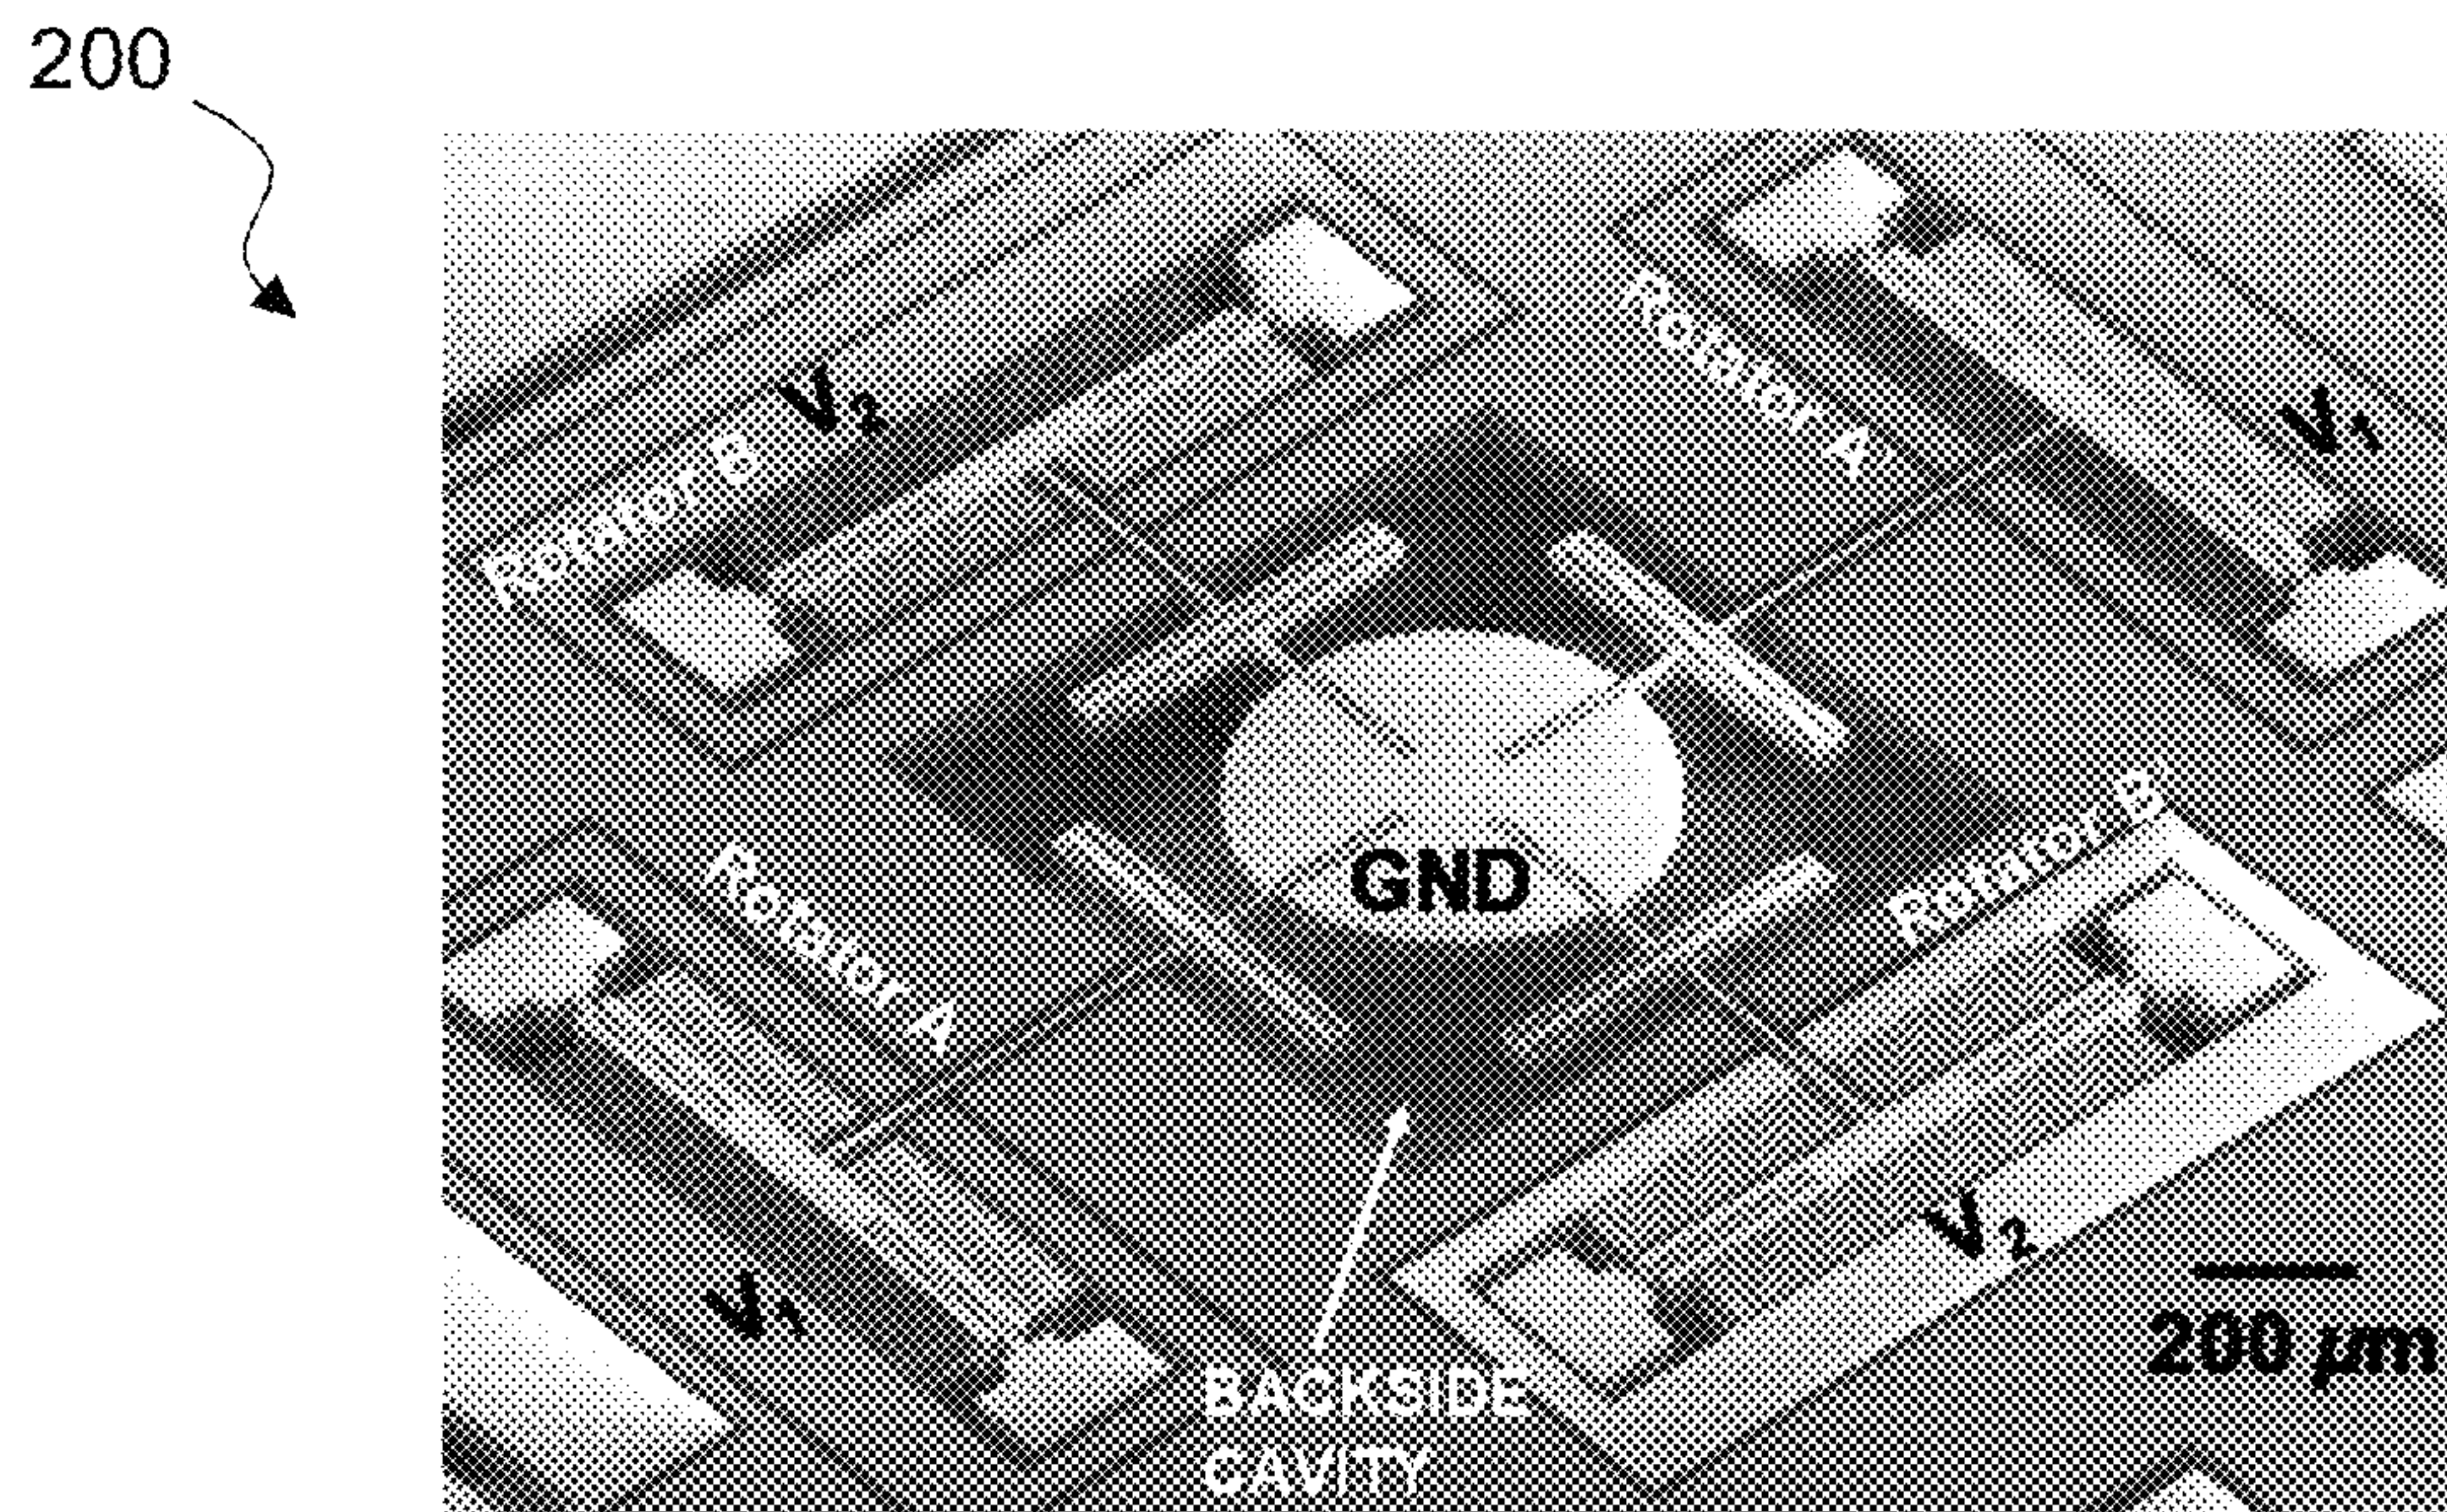 200
Rotator A'
V1
V2
Rotator B
Rotator B'
Rotator A
GND
V2
V1
200 µm
BACKSIDE
CAVITY